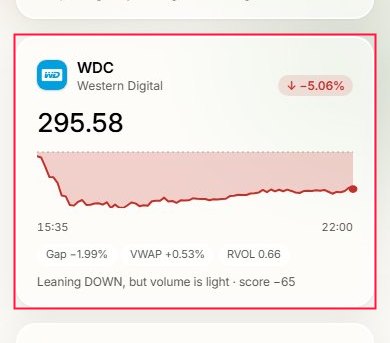 WDC
Western Digital
↓ −5.06%
295.58
15:35 22:00
Gap −1.99% VWAP +0.53% RVOL 0.66
Leaning DOWN, but volume is light · score −65